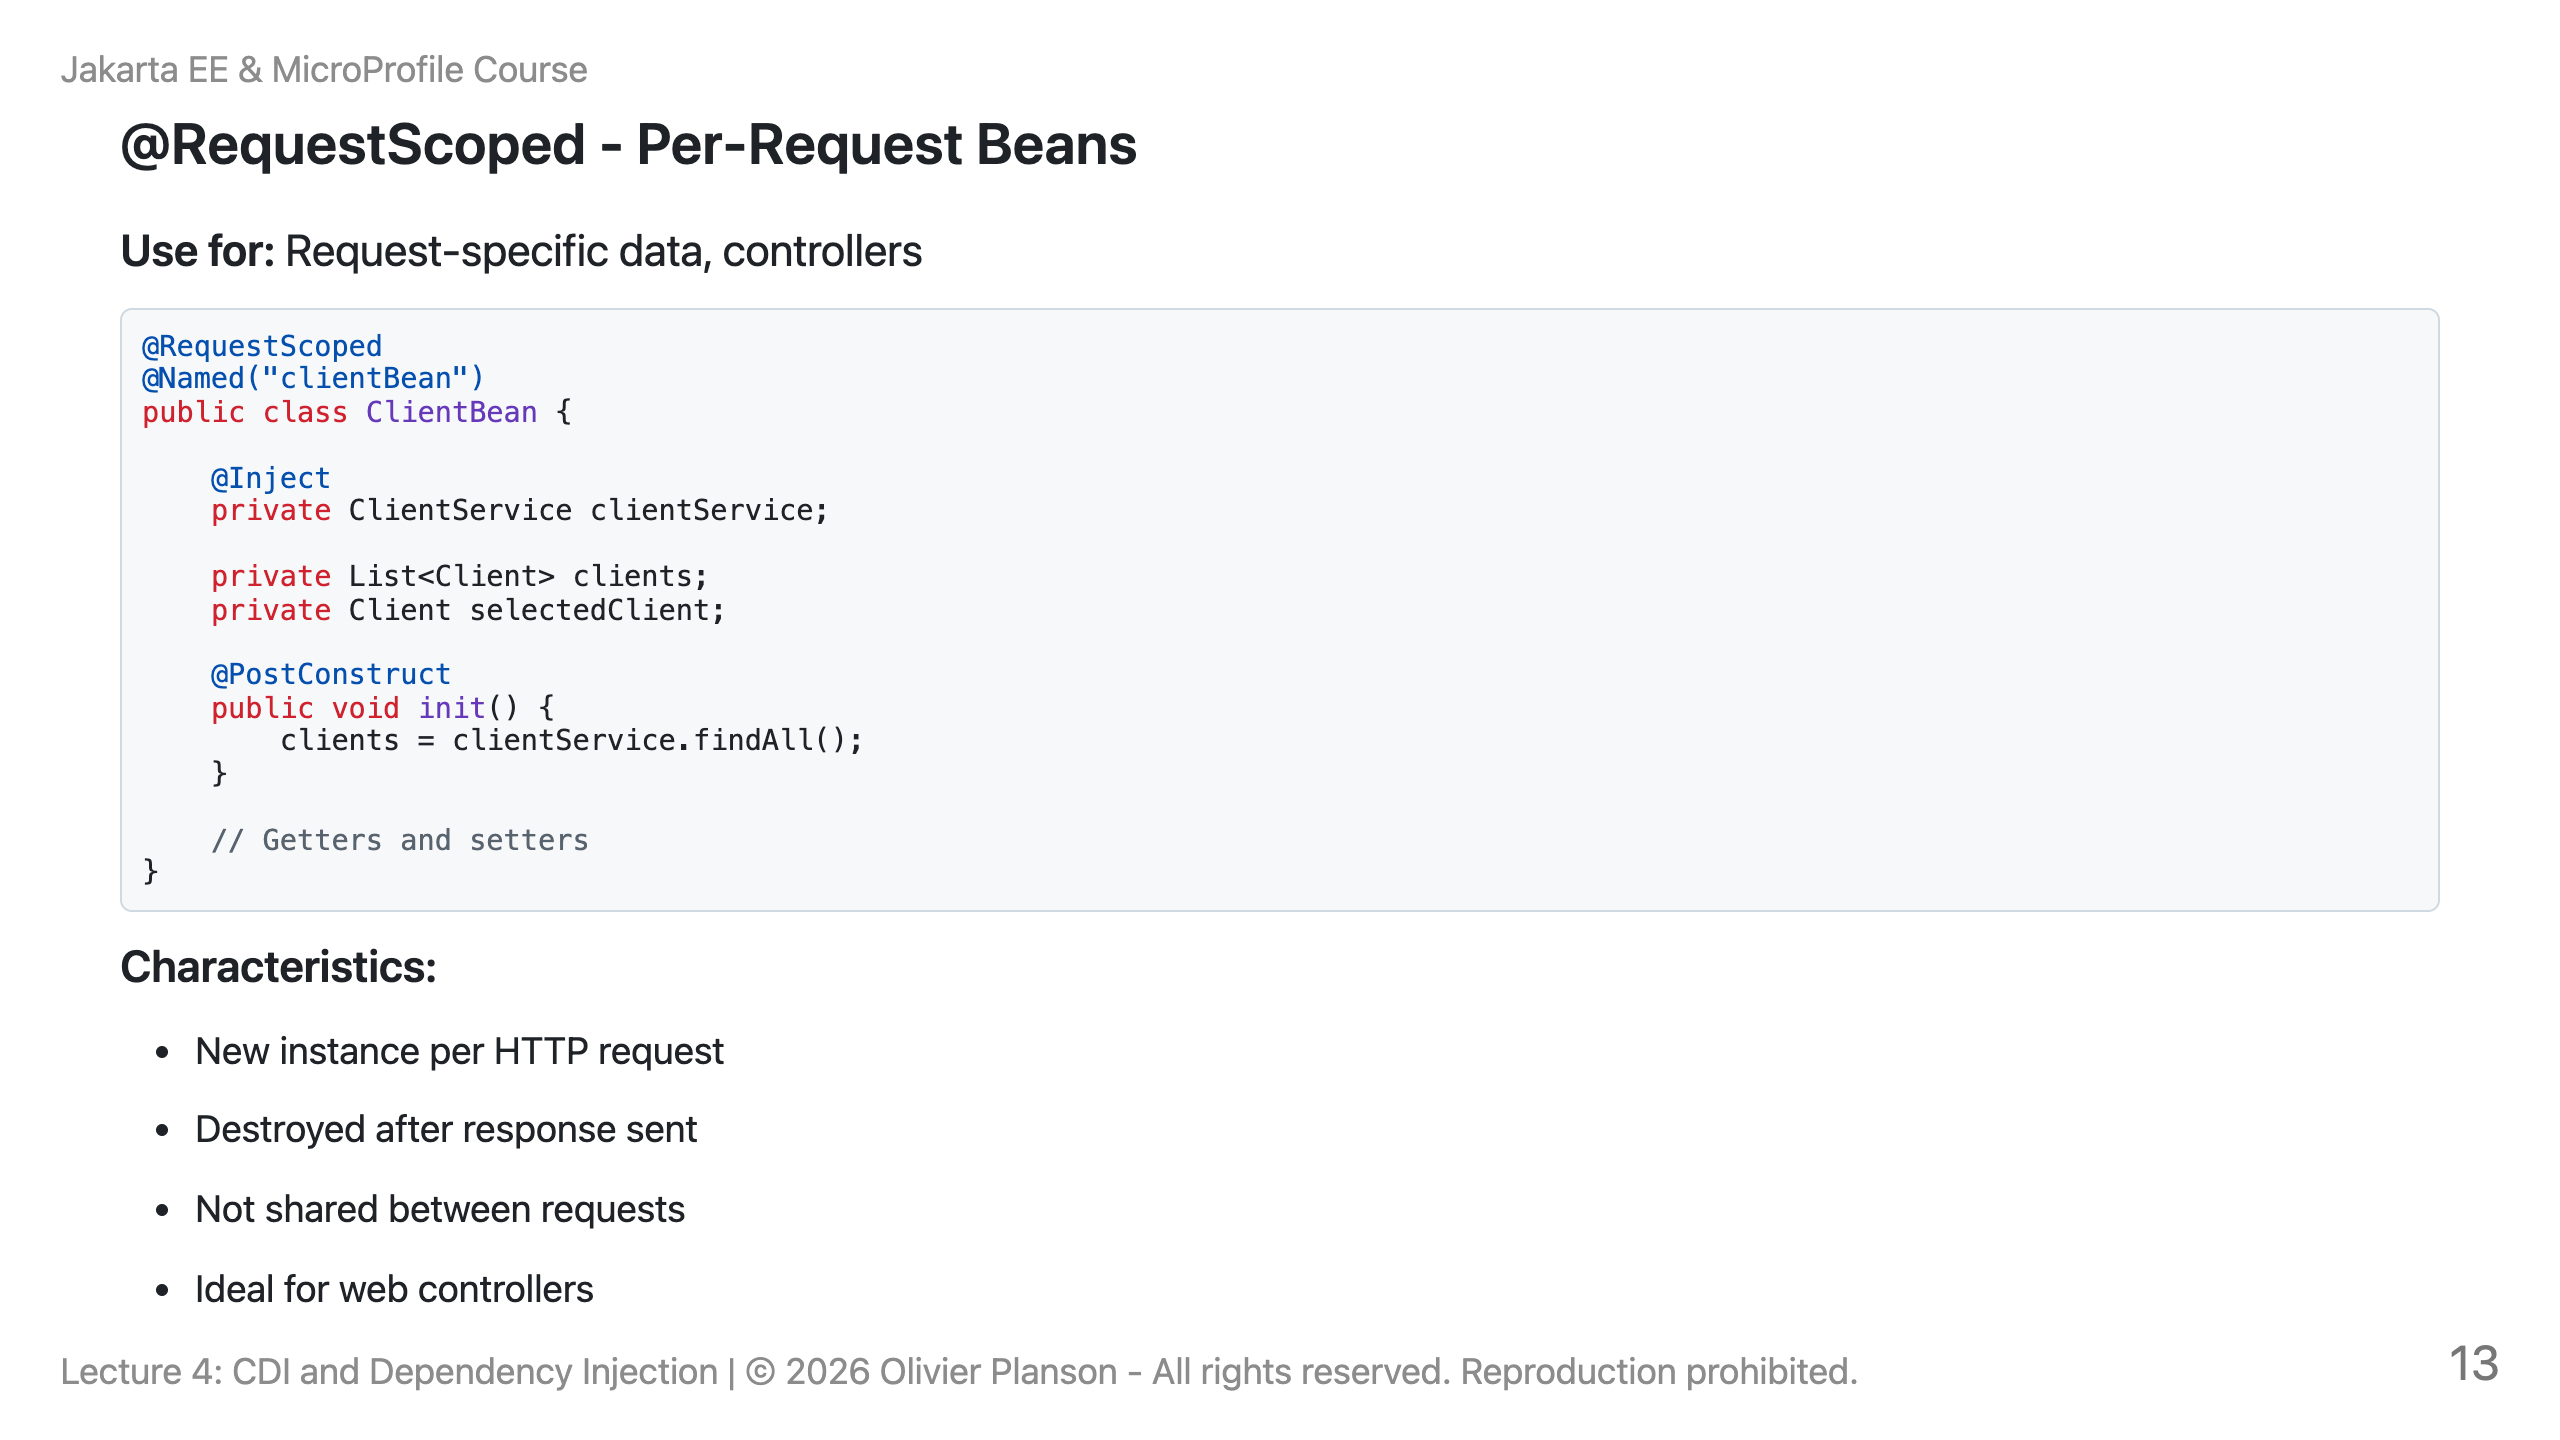 Jakarta EE & MicroProfile Course
@RequestScoped - Per-Request Beans
Use for: Request-specific data, controllers
@RequestScoped
@Named("clientBean")
public class ClientBean {
    @Inject
    private ClientService clientService;
    private List<Client> clients;
    private Client selectedClient;
    @PostConstruct
    public void init() {
        clients = clientService.findAll();
    }
    // Getters and setters
}
Characteristics:
• New instance per HTTP request
• Destroyed after response sent
• Not shared between requests
• Ideal for web controllers
Lecture 4: CDI and Dependency Injection | © 2026 Olivier Planson - All rights reserved. Reproduction prohibited.
13